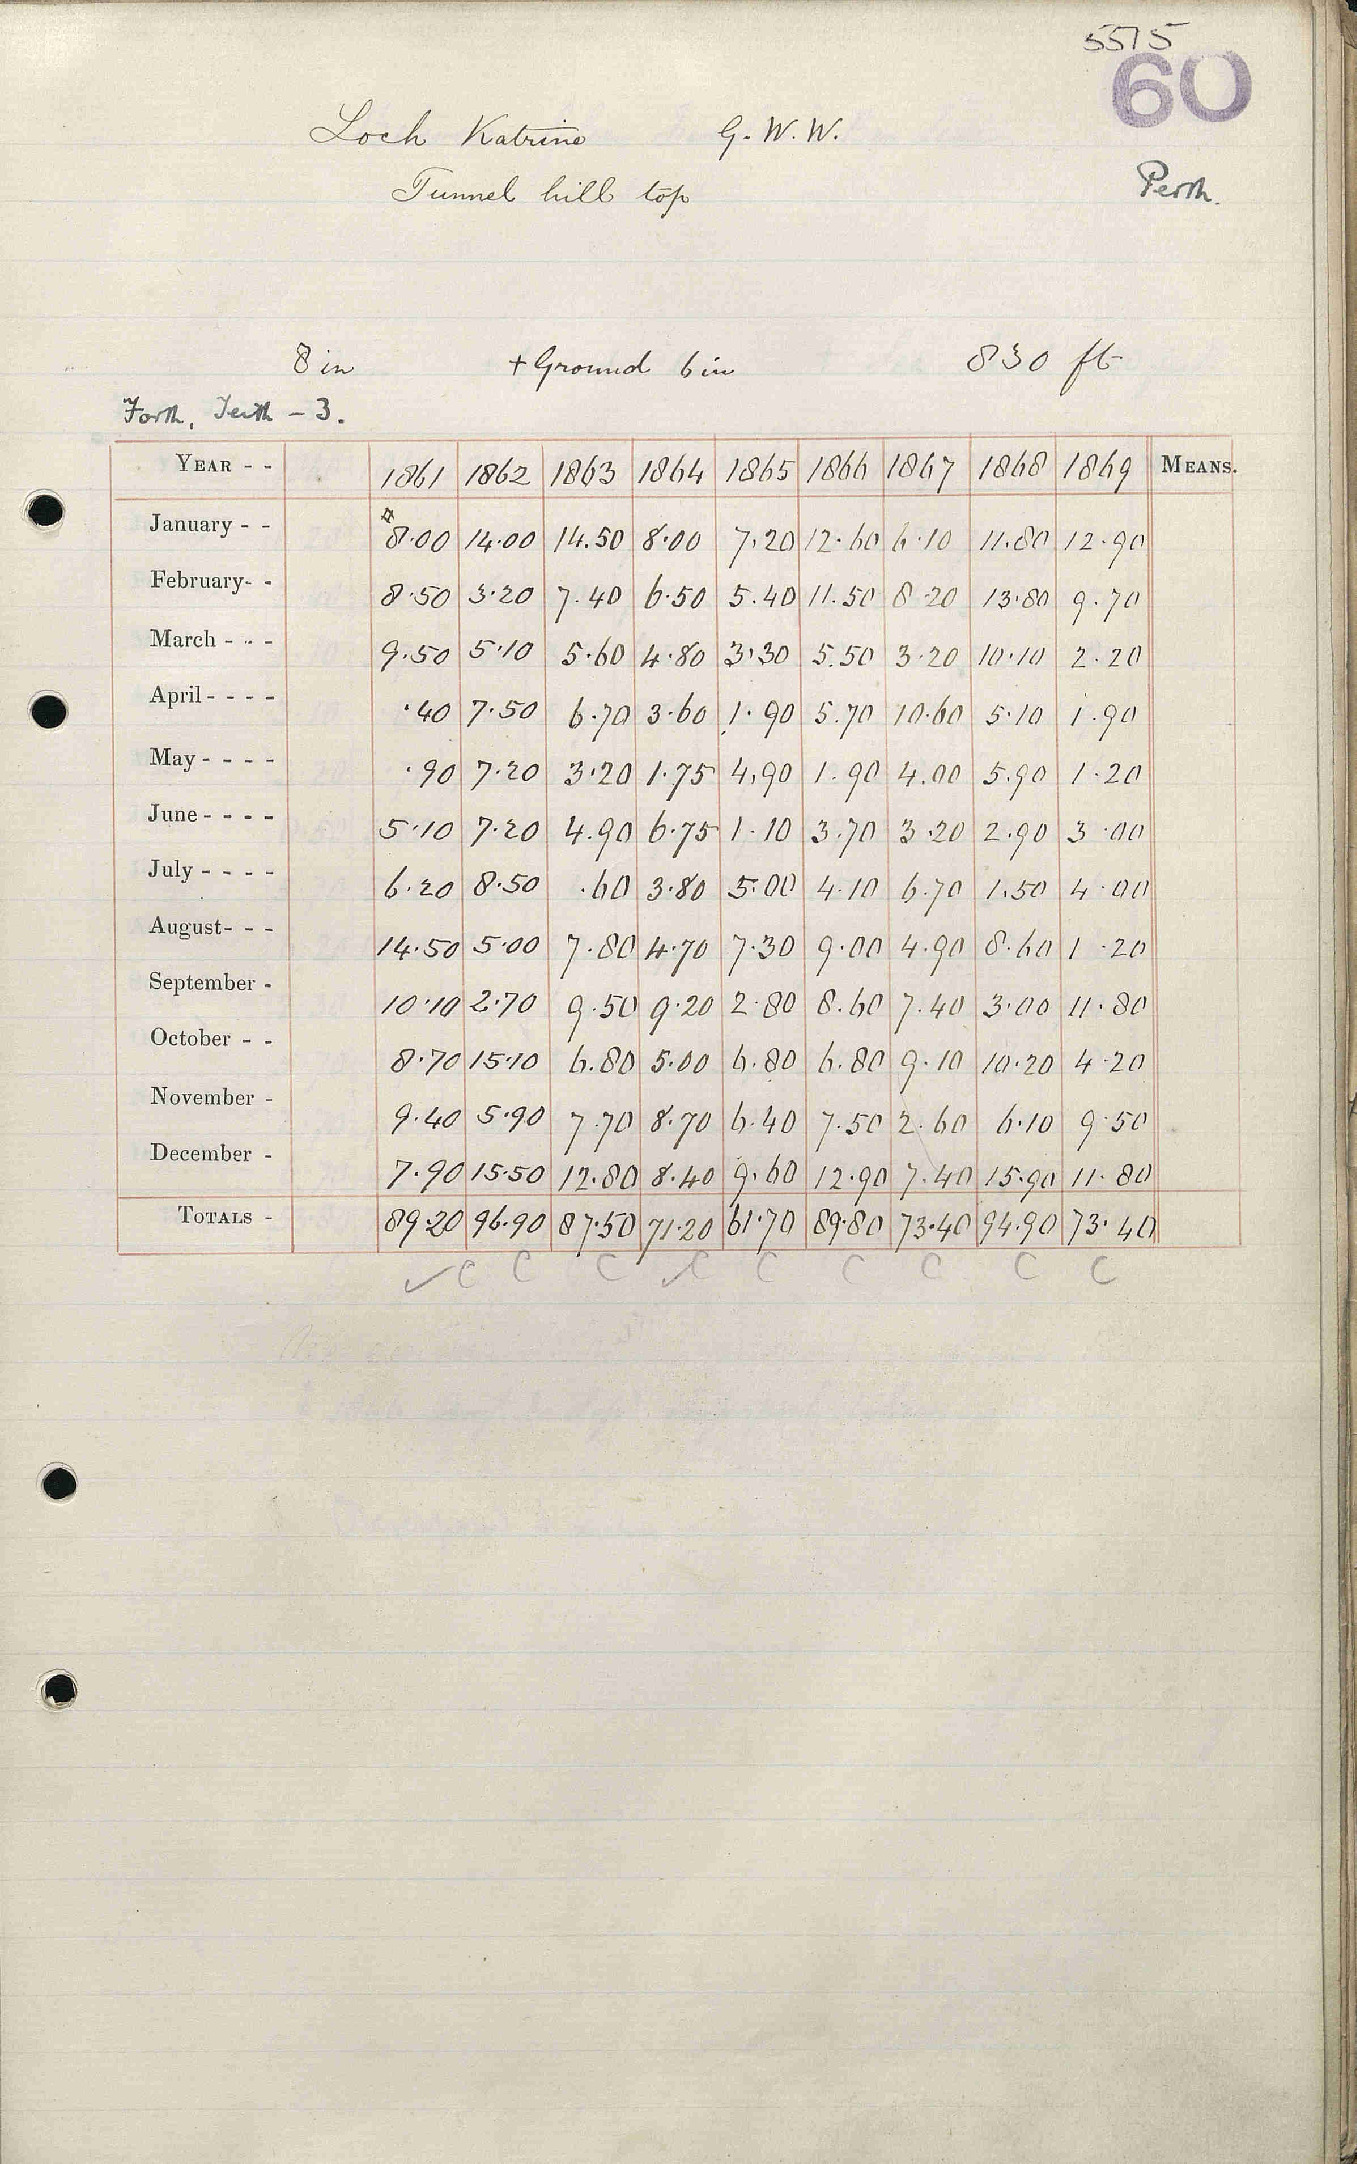 5575
60
Loch Katrine G. W. W.
Tunnel hill top
Perth.
8 in + Ground 6 in 830 ft
Forth, Teith - 3.
YEAR - - 1861 1862 1863 1864 1865 1866 1867 1868 1869 MEANS.
January - - 8.00 14.00 14.50 8.00 7.20 12.60 6.10 11.80 12.90
February- - 8.50 3.20 7.40 6.50 5.40 11.50 8.20 13.80 9.70
March - - - 9.50 5.10 5.60 4.80 3.30 5.50 3.20 10.10 2.20
April - - - - .40 7.50 6.70 3.60 1.90 5.70 10.60 5.10 1.90
May - - - - .90 7.20 3.20 1.75 4.90 1.90 4.00 5.90 1.20
June - - - - 5.10 7.20 4.90 6.75 1.10 3.70 3.20 2.90 3.00
July - - - - 6.20 8.50 .60 3.80 5.00 4.10 6.70 1.50 4.00
August- - - 14.50 5.00 7.80 4.70 7.30 9.00 4.90 8.60 1.20
September - 10.10 2.70 9.50 9.20 2.80 8.60 7.40 3.00 11.80
October - - 8.70 15.10 6.80 5.00 6.80 6.80 9.10 10.20 4.20
November - 9.40 5.90 7.70 8.70 6.40 7.50 2.60 6.10 9.50
December - 7.90 15.50 12.80 8.40 9.60 12.90 7.40 15.90 11.80
TOTALS - 89.20 96.90 87.50 71.20 61.70 89.80 73.40 94.90 73.40
✓ C C C ✓ C C C C C C